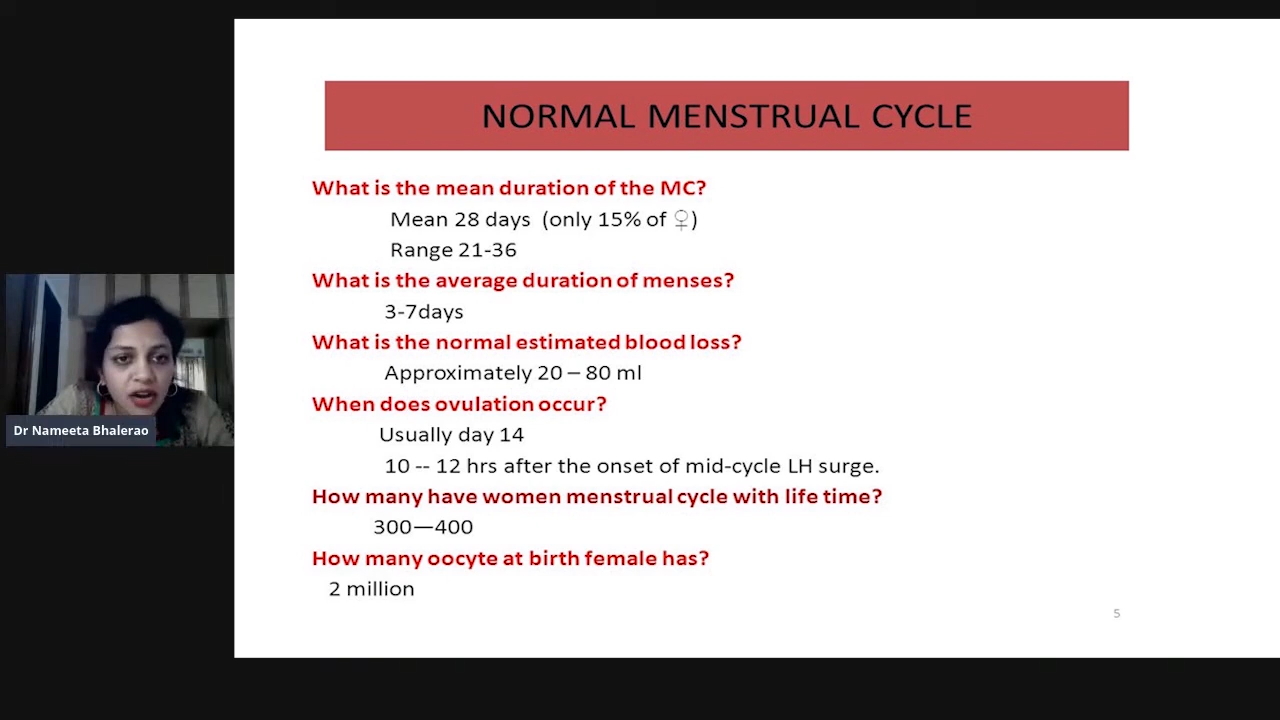 NORMAL MENSTRUAL CYCLE
What is the mean duration of the MC?
Mean 28 days (only 15% of ♀)
Range 21-36
What is the average duration of menses?
3-7days
What is the normal estimated blood loss?
Approximately 20 – 80 ml
When does ovulation occur?
Usually day 14
10 -- 12 hrs after the onset of mid-cycle LH surge.
How many have women menstrual cycle with life time?
300—400
How many oocyte at birth female has?
2 million
5
Dr Nameeta Bhalerao